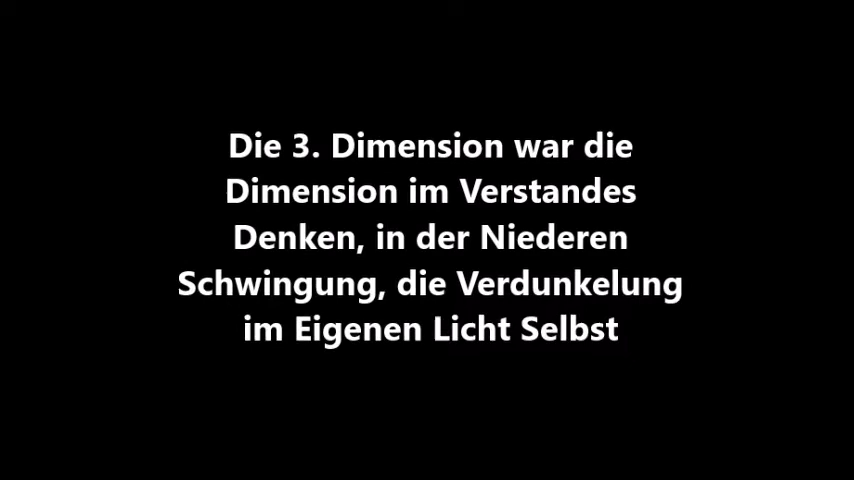 Die 3. Dimension war die
Dimension im Verstandes
Denken, in der Niederen
Schwingung, die Verdunkelung
im Eigenen Licht Selbst